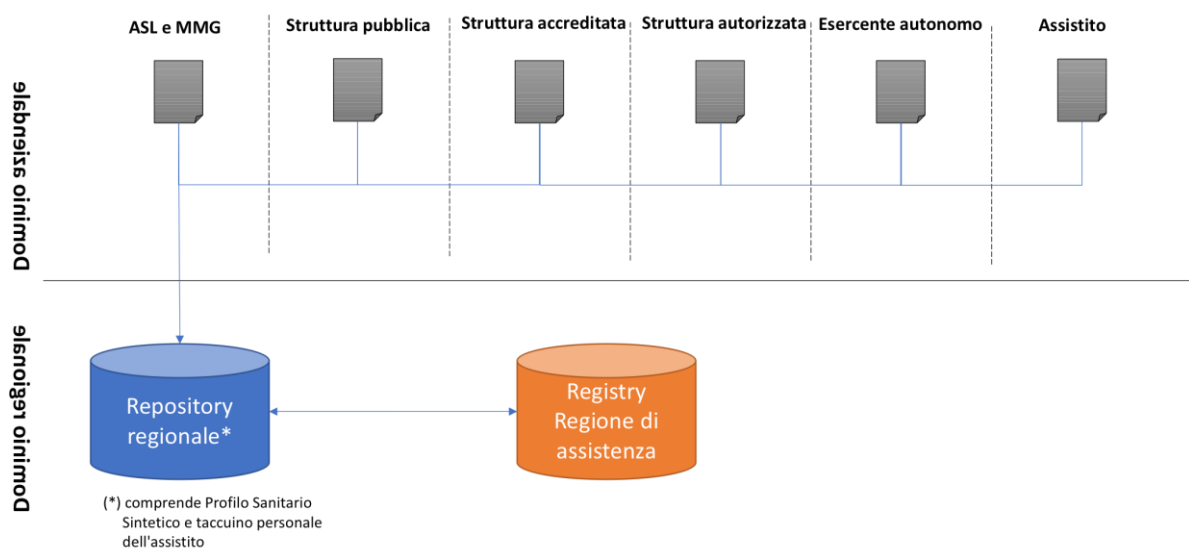 ASL e MMG
Struttura pubblica
Struttura accreditata
Struttura autorizzata
Esercente autonomo
Assistito
Dominio aziendale
Dominio regionale
Repository
regionale*
Registry
Regione di
assistenza
(*) comprende Profilo Sanitario
Sintetico e taccuino personale
dell'assistito